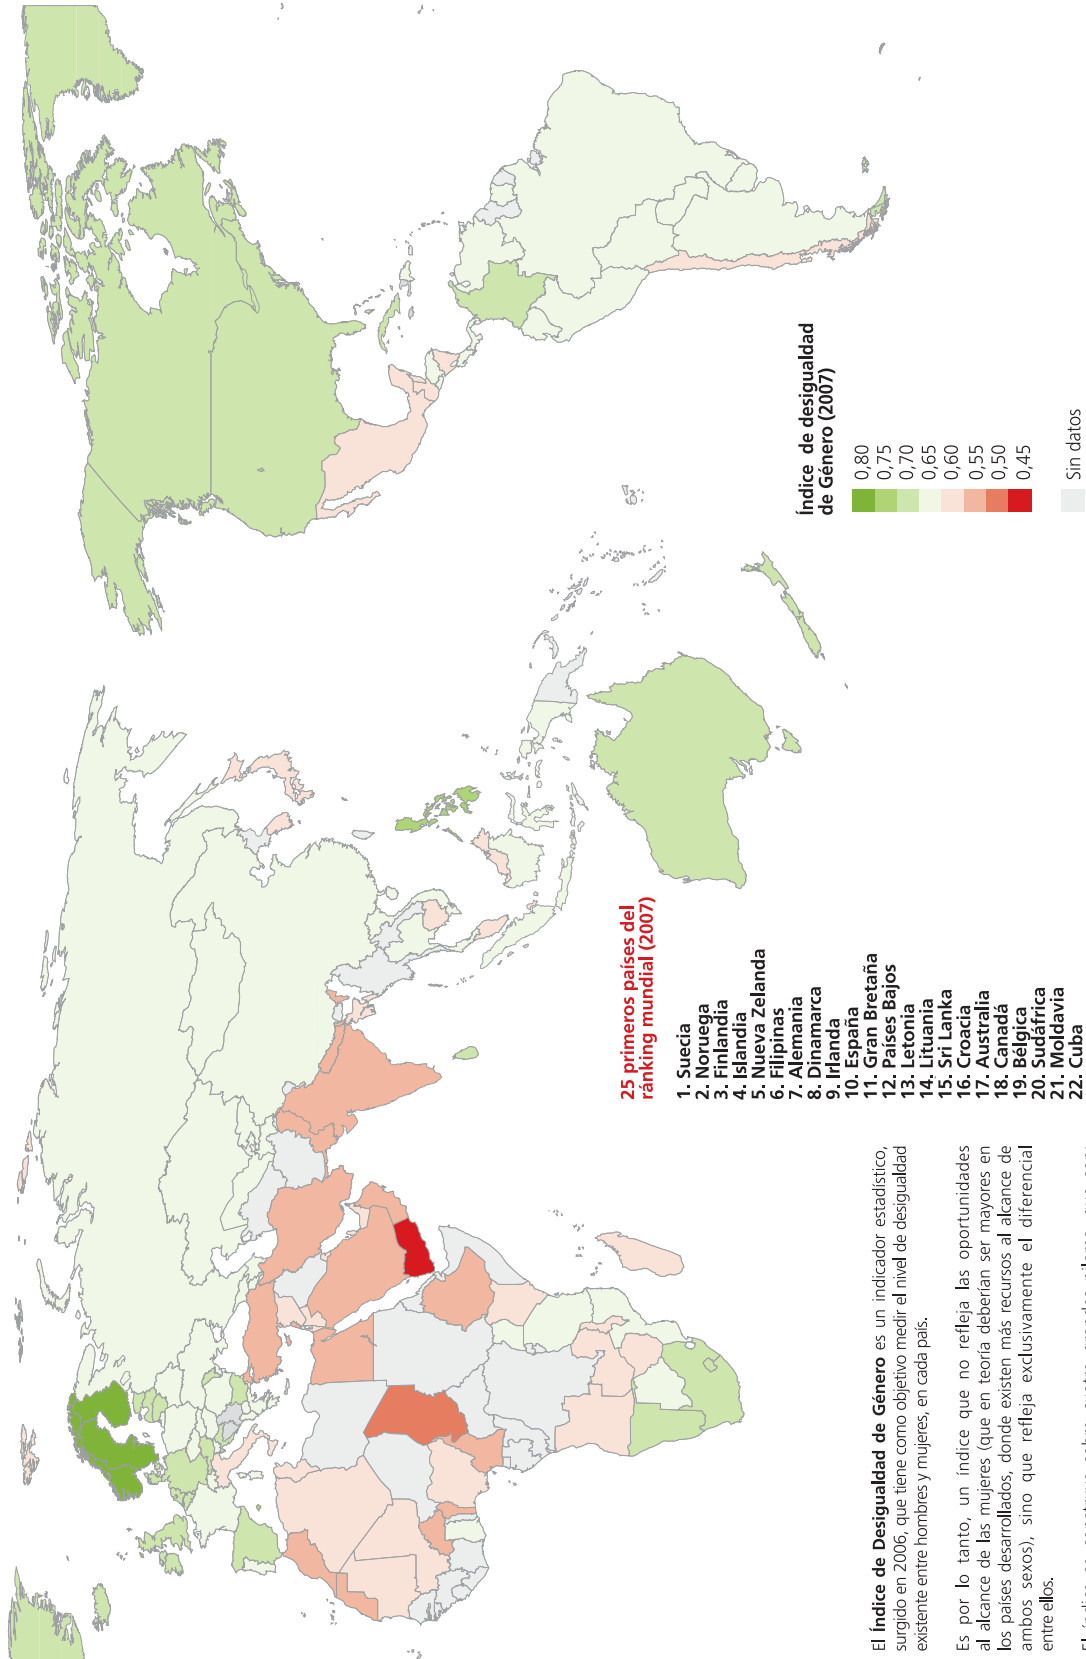 Índice de desigualdad
de Género (2007)
0,80
0,75
0,70
0,65
0,60
0,55
0,50
0,45
Sin datos
25 primeros países del
ránking mundial (2007)
1. Suecia
2. Noruega
3. Finlandia
4. Islandia
5. Nueva Zelanda
6. Filipinas
7. Alemania
8. Dinamarca
9. Irlanda
10. España
11. Gran Bretaña
12. Países Bajos
13. Letonia
14. Lituania
15. Sri Lanka
16. Croacia
17. Australia
18. Canadá
19. Bélgica
20. Sudáfrica
21. Moldavia
22. Cuba
El Índice de Desigualdad de Género es un indicador estadístico,
surgido en 2006, que tiene como objetivo medir el nivel de desigualdad
existente entre hombres y mujeres, en cada país.
Es por lo tanto, un índice que no refleja las oportunidades
al alcance de las mujeres (que en teoría deberían ser mayores en
los países desarrollados, donde existen más recursos al alcance de
ambos sexos), sino que refleja exclusivamente el diferencial
entre ellos.